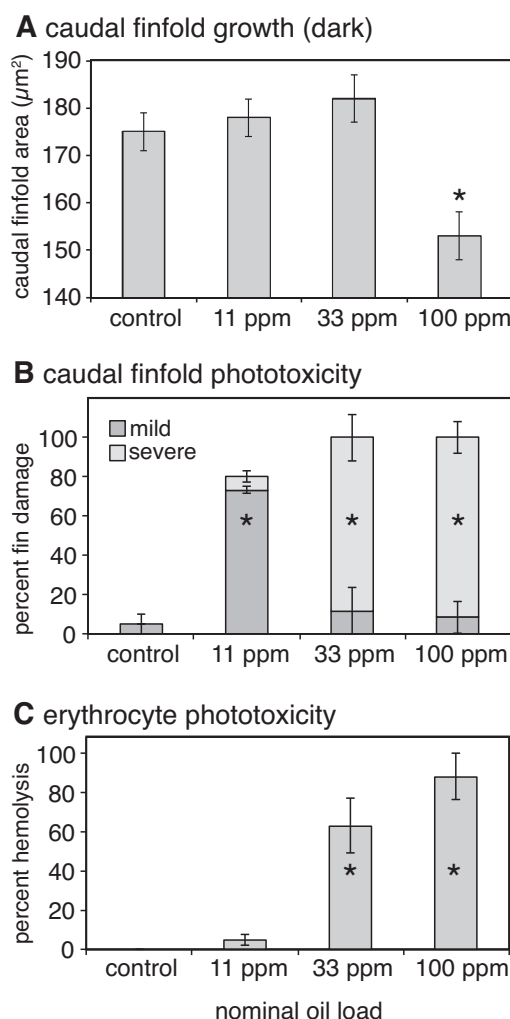 A caudal finfold growth (dark)
caudal finfold area (µm²)
190
180
170
160
150
140
*
control 11 ppm 33 ppm 100 ppm
B caudal finfold phototoxicity
percent fin damage
mild
severe
100
80
60
40
20
0
* * *
control 11 ppm 33 ppm 100 ppm
C erythrocyte phototoxicity
percent hemolysis
100
80
60
40
20
0
* *
control 11 ppm 33 ppm 100 ppm
nominal oil load